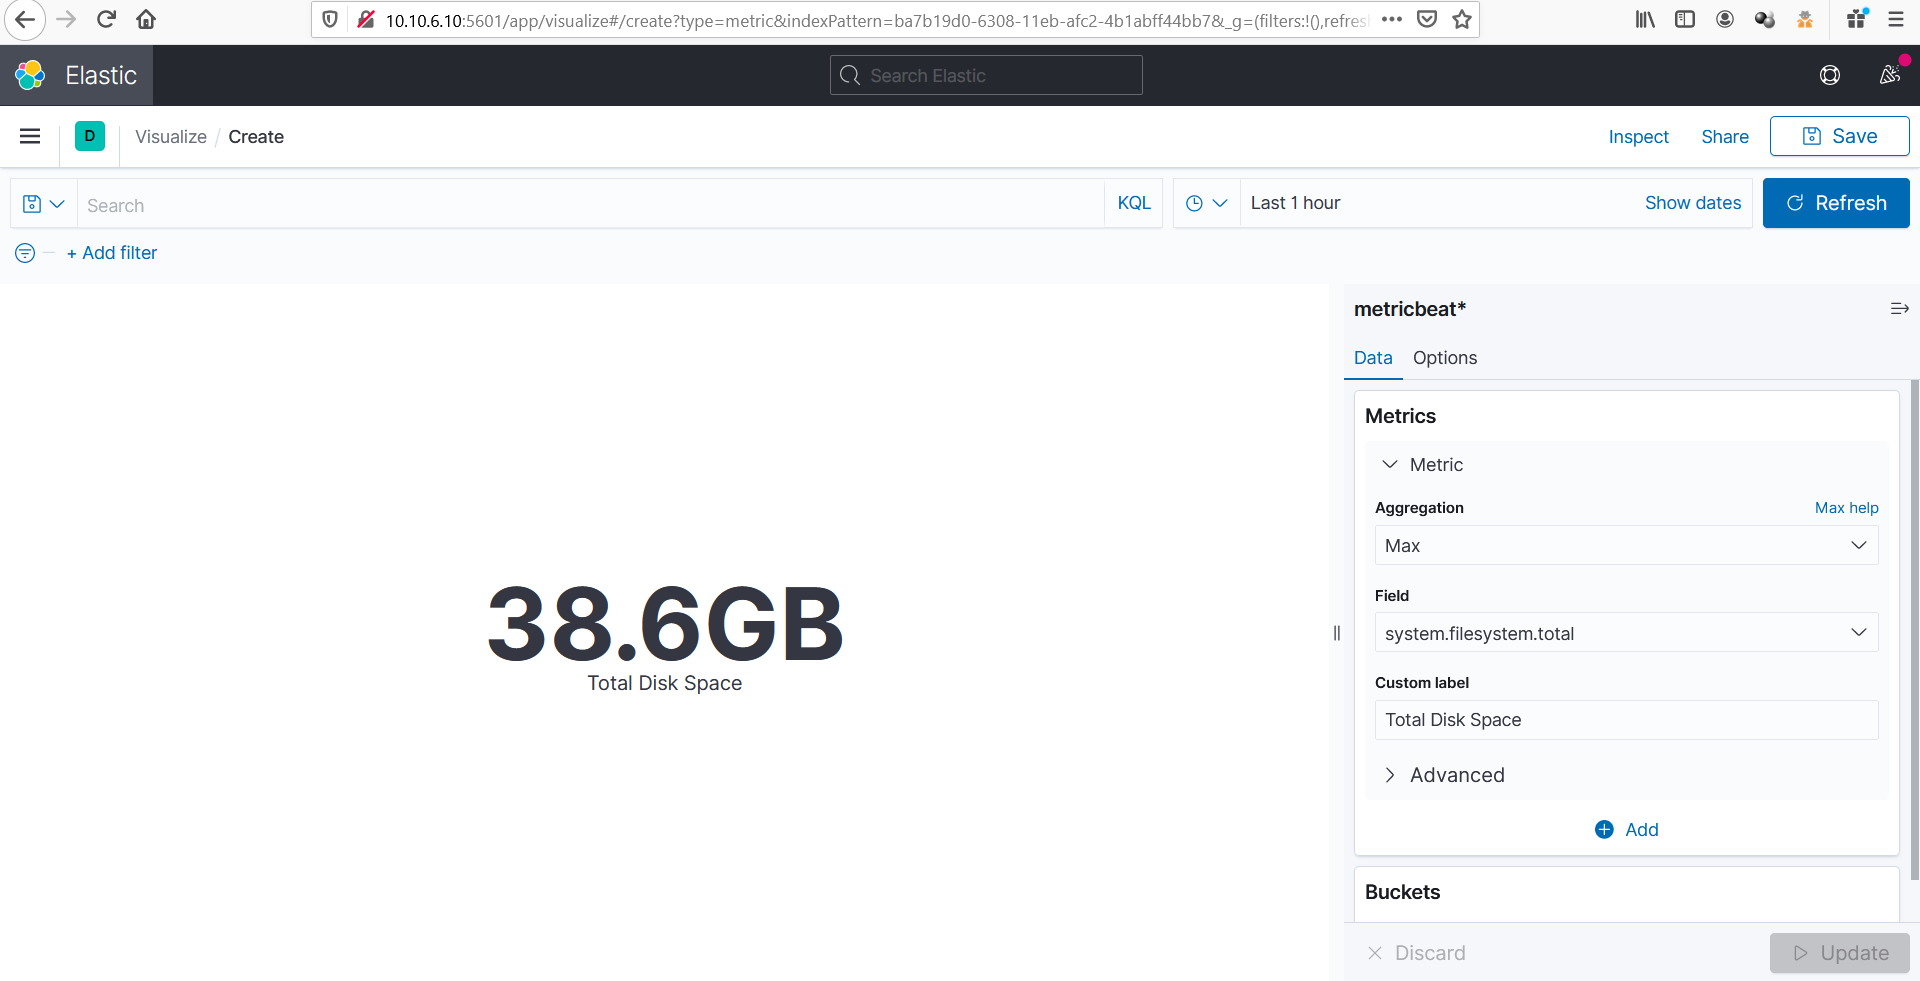 10.10.6.10:5601/app/visualize#/create?type=metric&indexPattern=ba7b19d0-6308-11eb-afc2-4b1abff44bb7&_g=(filters:!(),refres
Elastic
Search Elastic
D
Visualize / Create
Inspect
Share
Save
Search
KQL
Last 1 hour
Show dates
Refresh
+ Add filter
38.6GB
Total Disk Space
metricbeat*
Data
Options
Metrics
Metric
Aggregation
Max help
Max
Field
system.filesystem.total
Custom label
Total Disk Space
Advanced
Add
Buckets
Discard
Update